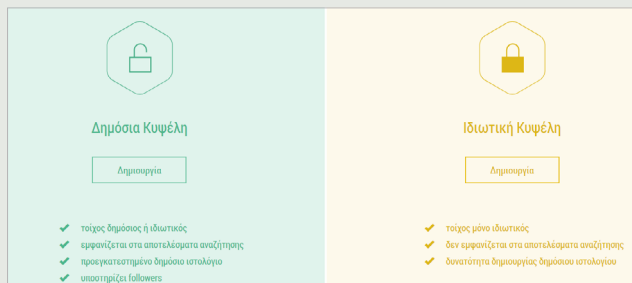 Δημόσια Κυψέλη
Δημιουργία
τοίχος δημόσιος ή ιδιωτικός
εμφανίζεται στα αποτελέσματα αναζήτησης
προεγκατεστημένο δημόσιο ιστολόγιο
υποστηρίζει followers
Ιδιωτική Κυψέλη
Δημιουργία
τοίχος μόνο ιδιωτικός
δεν εμφανίζεται στα αποτελέσματα αναζήτησης
δυνατότητα δημιουργίας δημόσιου ιστολογίου